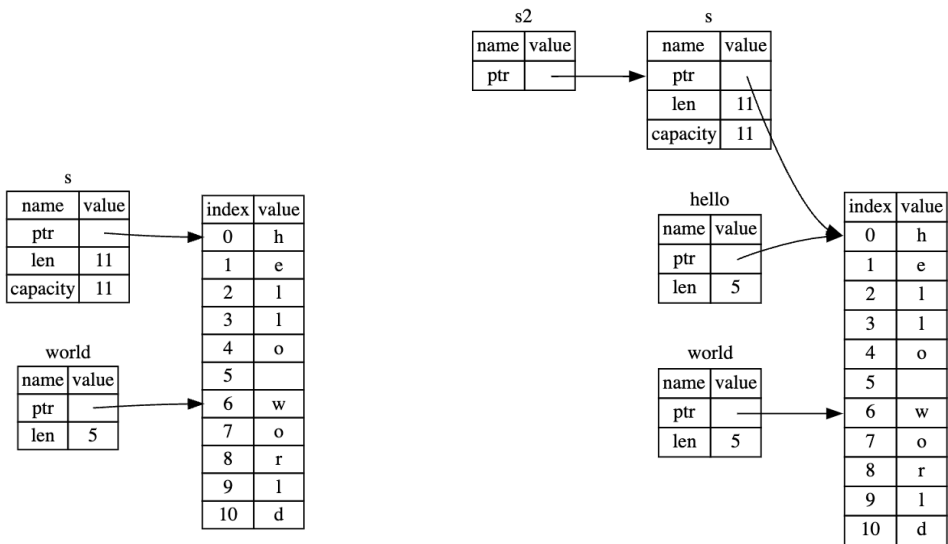 s
name value
ptr
len 11
capacity 11
world
name value
ptr
len 5
index value
0 h
1 e
2 l
3 l
4 o
5
6 w
7 o
8 r
9 l
10 d
s2
name value
ptr
s
name value
ptr
len 11
capacity 11
hello
name value
ptr
len 5
world
name value
ptr
len 5
index value
0 h
1 e
2 l
3 l
4 o
5
6 w
7 o
8 r
9 l
10 d